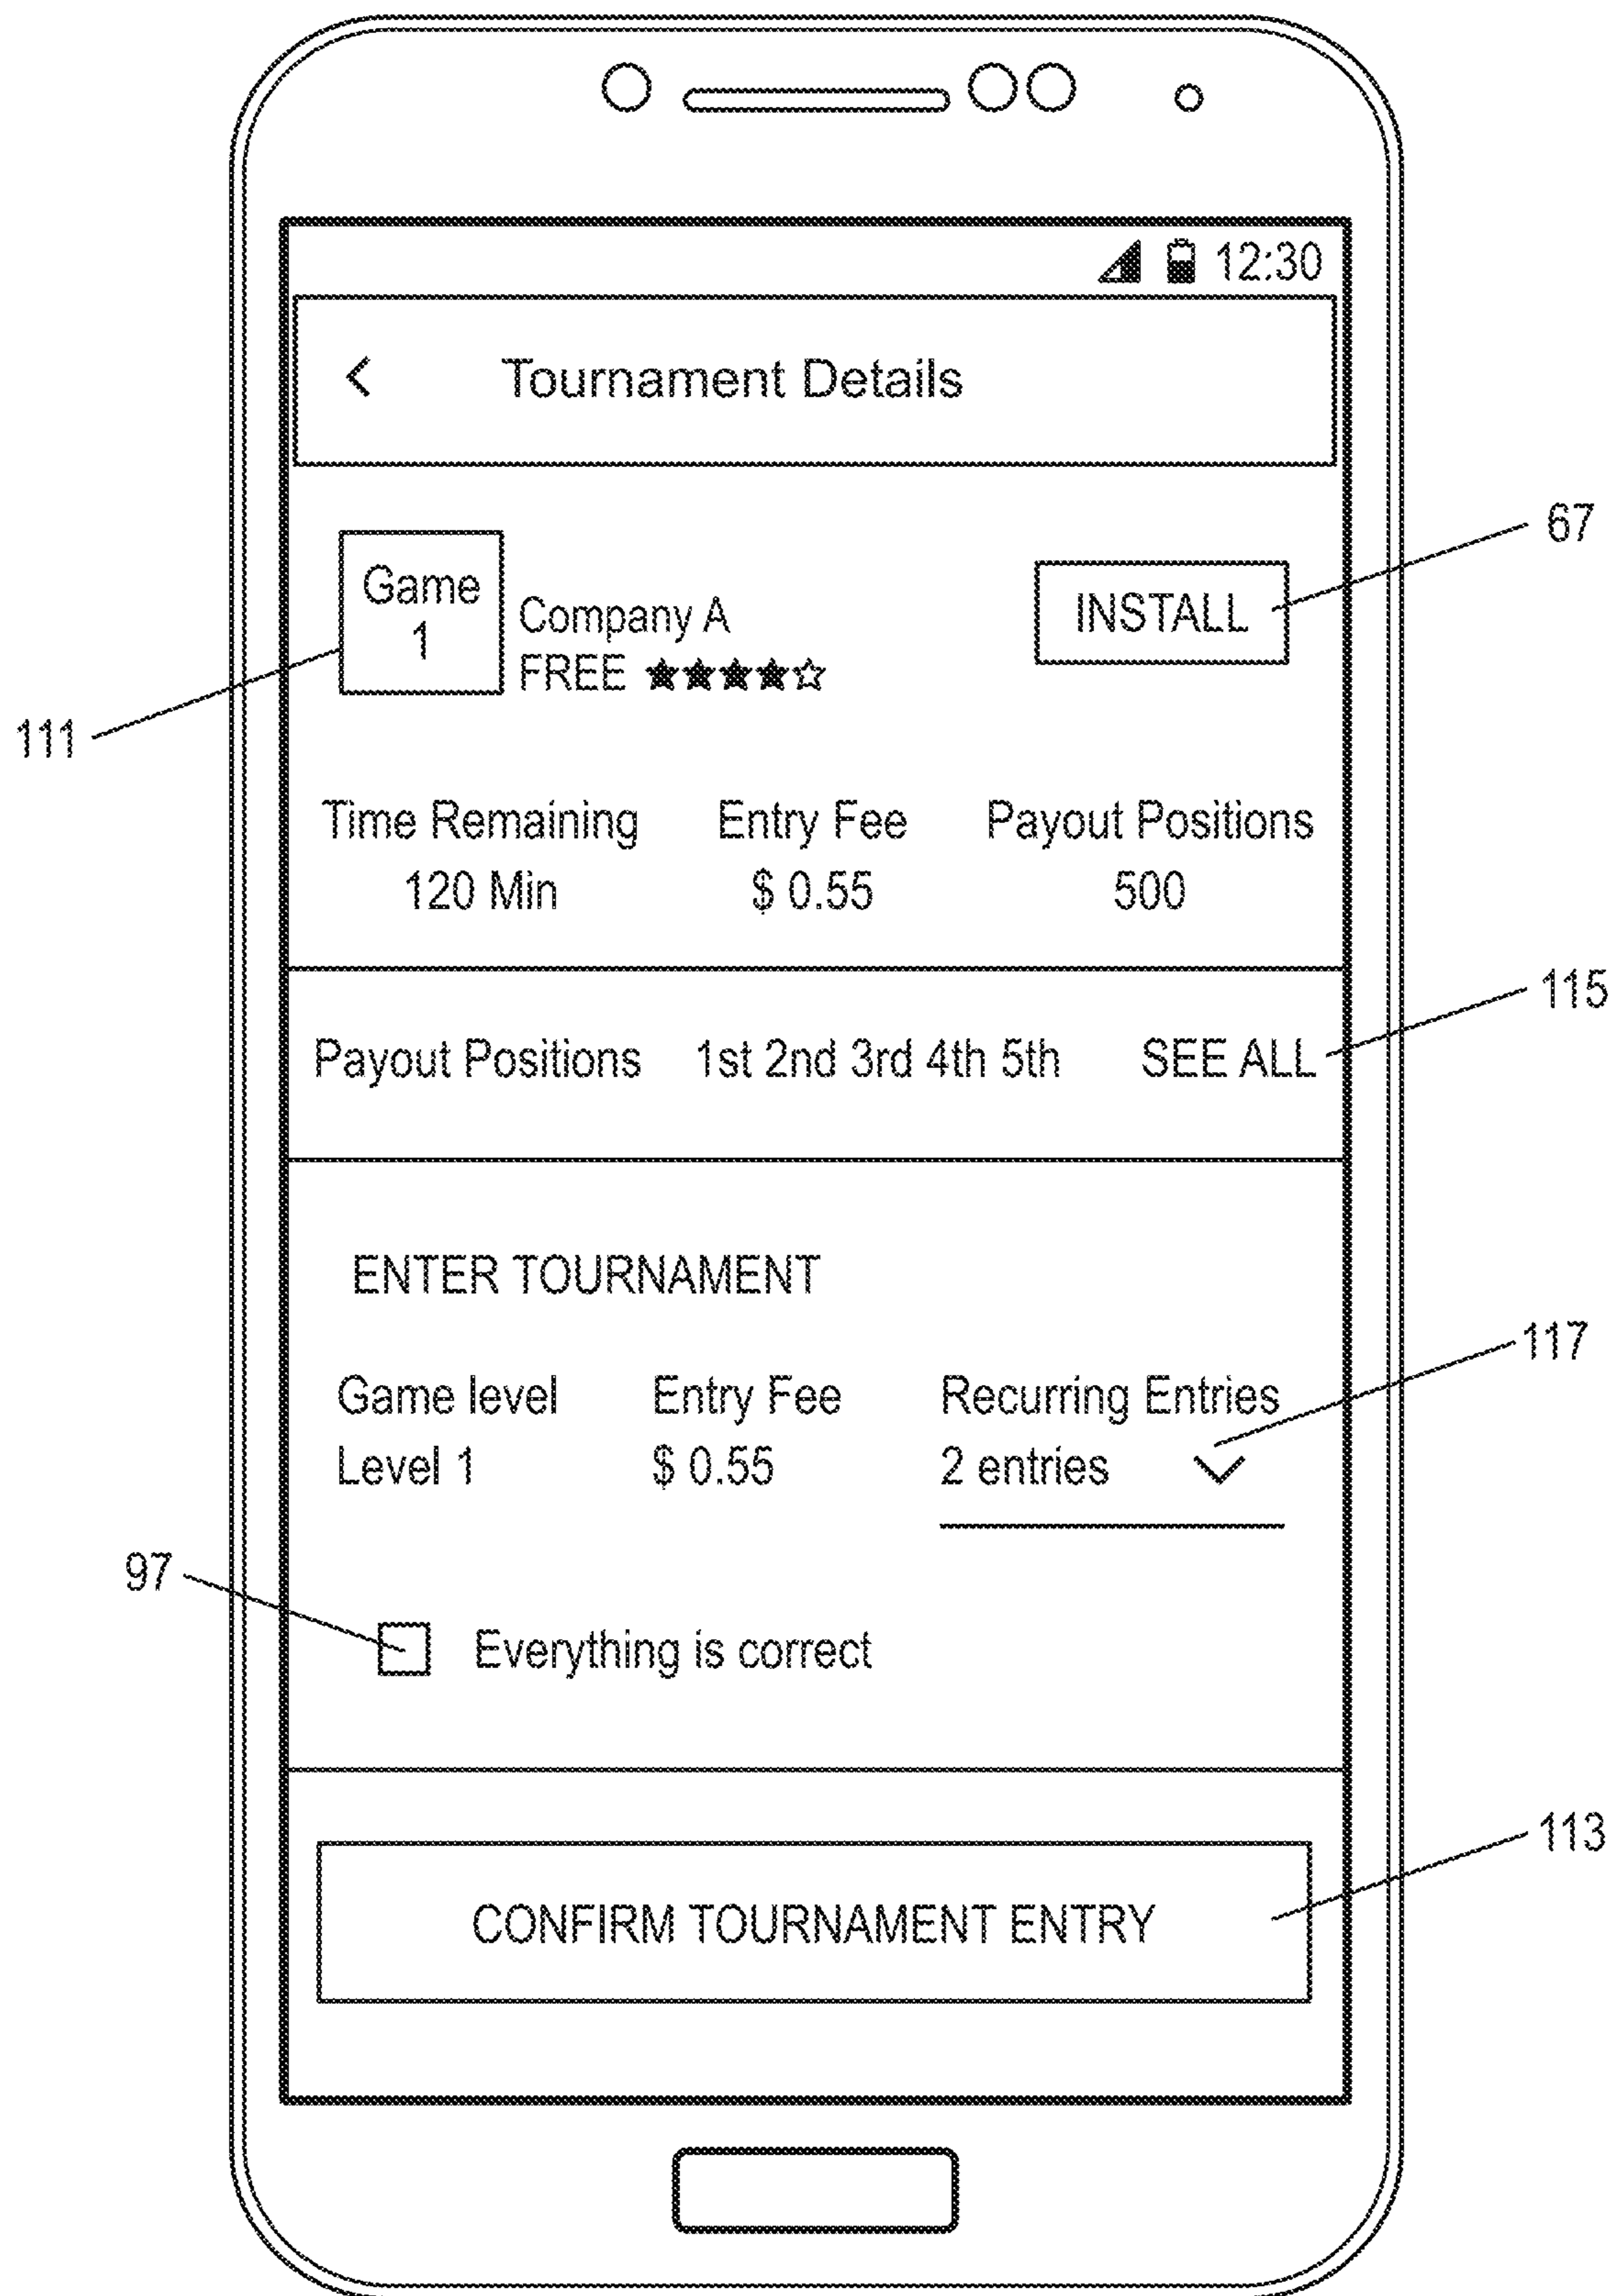 12:30
< Tournament Details
67
Game
1
Company A
INSTALL
FREE ★★★★☆
111
Time Remaining Entry Fee Payout Positions
120 Min $ 0.55 500
115
Payout Positions 1st 2nd 3rd 4th 5th SEE ALL
ENTER TOURNAMENT
117
Game level Entry Fee Recurring Entries
Level 1 $ 0.55 2 entries
97
Everything is correct
113
CONFIRM TOURNAMENT ENTRY